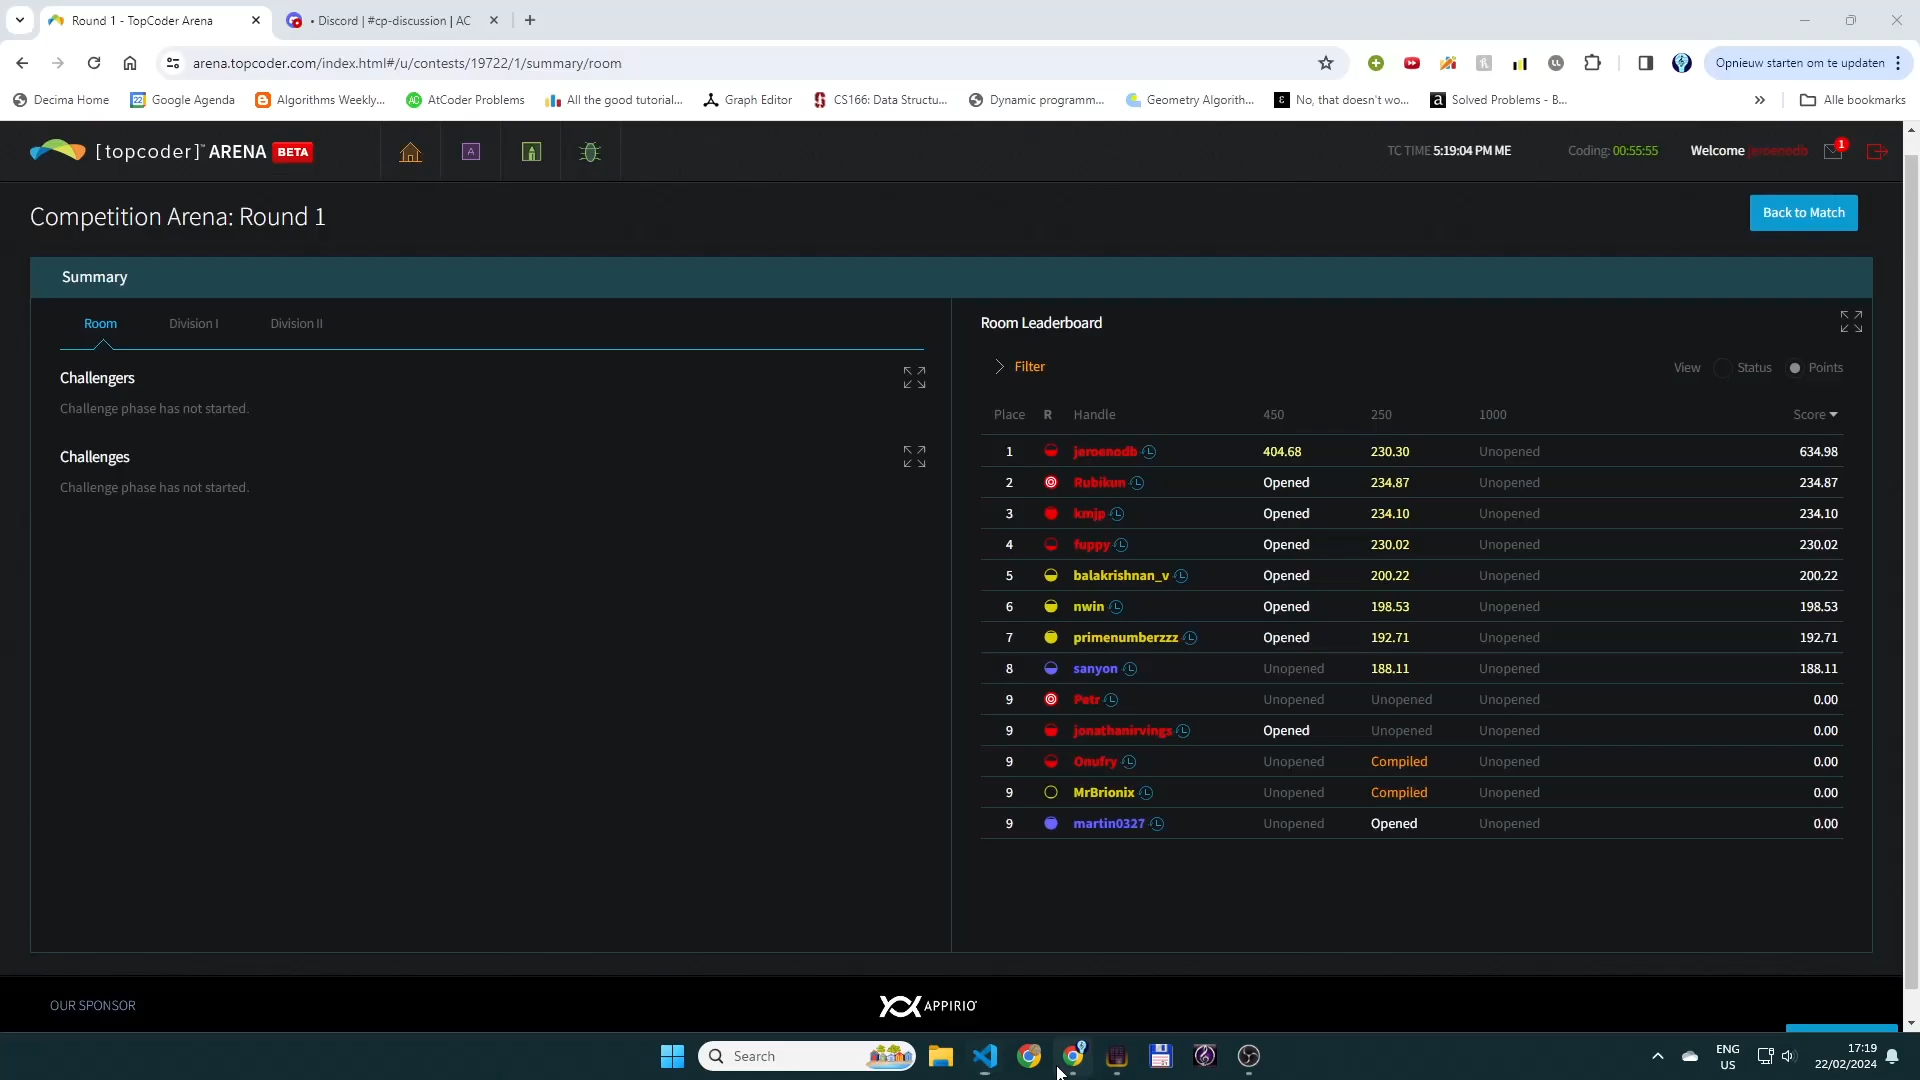 Round 1 - TopCoder Arena
• Discord | #cp-discussion | AC
arena.topcoder.com/index.html#/u/contests/19722/1/summary/room
Opnieuw starten om te updaten
Decima Home
Google Agenda
Algorithms Weekly...
AtCoder Problems
All the good tutorial...
Graph Editor
CS166: Data Structu...
Dynamic programm...
Geometry Algorith...
No, that doesn't wo...
Solved Problems - B...
Alle bookmarks
[topcoder]™ ARENA BETA
TC TIME 5:19:04 PM ME
Coding: 00:55:55
Welcome jeroenodb
1
Competition Arena: Round 1
Back to Match
Summary
Room Division I Division II
Challengers
Challenge phase has not started.
Challenges
Challenge phase has not started.
Room Leaderboard
Filter
View Status Points
Place R Handle 450 250 1000 Score
1 jeroenodb 404.68 230.30 Unopened 634.98
2 Rubikun Opened 234.87 Unopened 234.87
3 kmjp Opened 234.10 Unopened 234.10
4 fuppy Opened 230.02 Unopened 230.02
5 balakrishnan_v Opened 200.22 Unopened 200.22
6 nwin Opened 198.53 Unopened 198.53
7 primenumberzzz Opened 192.71 Unopened 192.71
8 sanyon Unopened 188.11 Unopened 188.11
9 Petr Unopened Unopened Unopened 0.00
9 jonathanirvings Opened Unopened Unopened 0.00
9 Onufry Unopened Compiled Unopened 0.00
9 MrBrionix Unopened Compiled Unopened 0.00
9 martin0327 Unopened Opened Unopened 0.00
OUR SPONSOR
APPIRIO
Search
ENG
US
17:19
22/02/2024